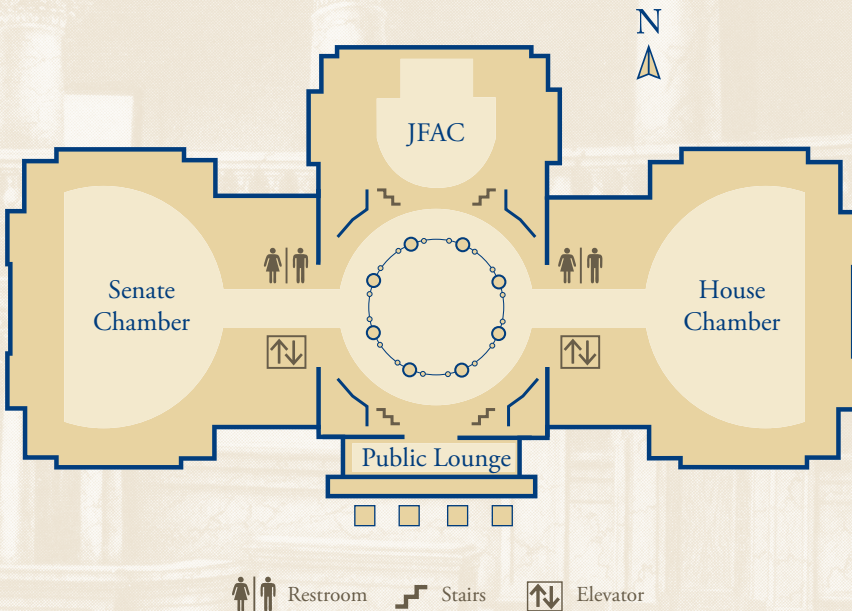 N
JFAC
Senate
Chamber
House
Chamber
Public Lounge
Restroom
Stairs
Elevator